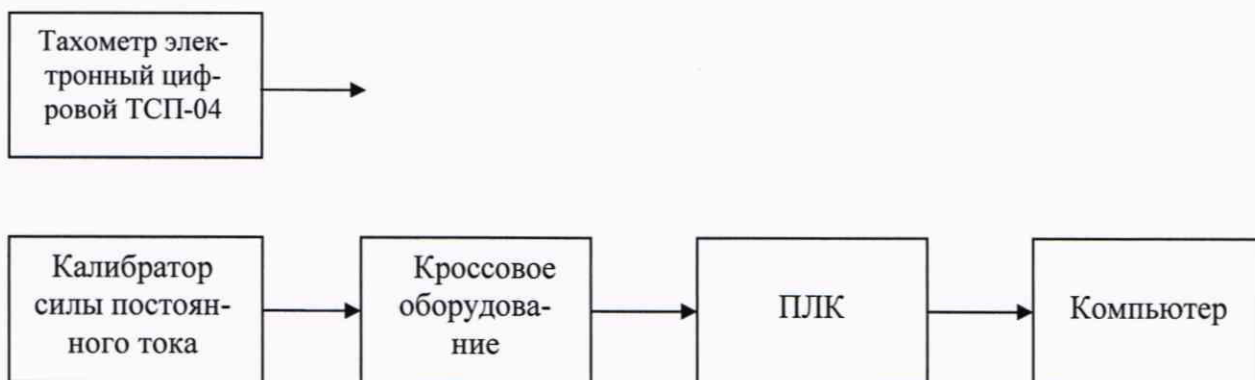 Тахометр элек-
тронный циф-
ровой ТСП-04
Калибратор
силы постоян-
ного тока
Кроссовое
оборудова-
ние
ПЛК
Компьютер